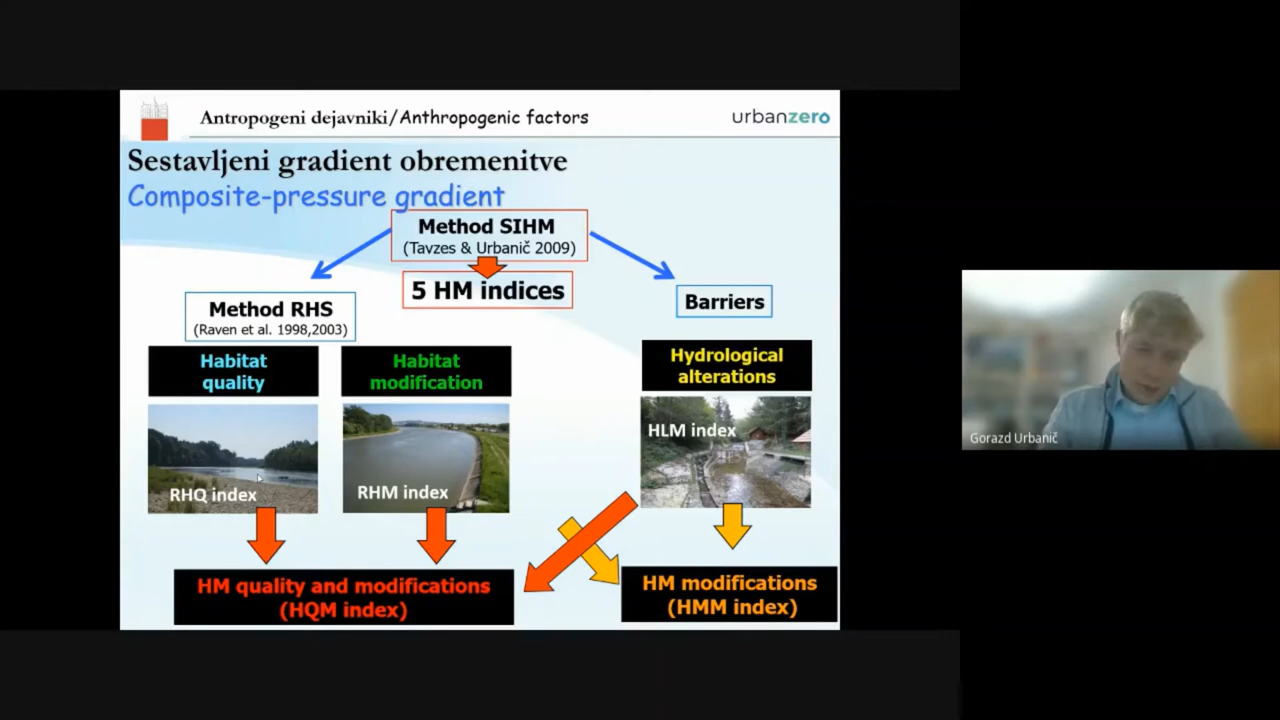 Antropogeni dejavniki/Anthropogenic factors
urbanzero
Sestavljeni gradient obremenitve
Composite-pressure gradient
Method SIHM
(Tavzes & Urbanič 2009)
5 HM indices
Method RHS
(Raven et al. 1998,2003)
Barriers
Habitat
quality
Habitat
modification
Hydrological
alterations
RHQ index
RHM index
HLM index
HM quality and modifications
(HQM index)
HM modifications
(HMM index)
Gorazd Urbanič